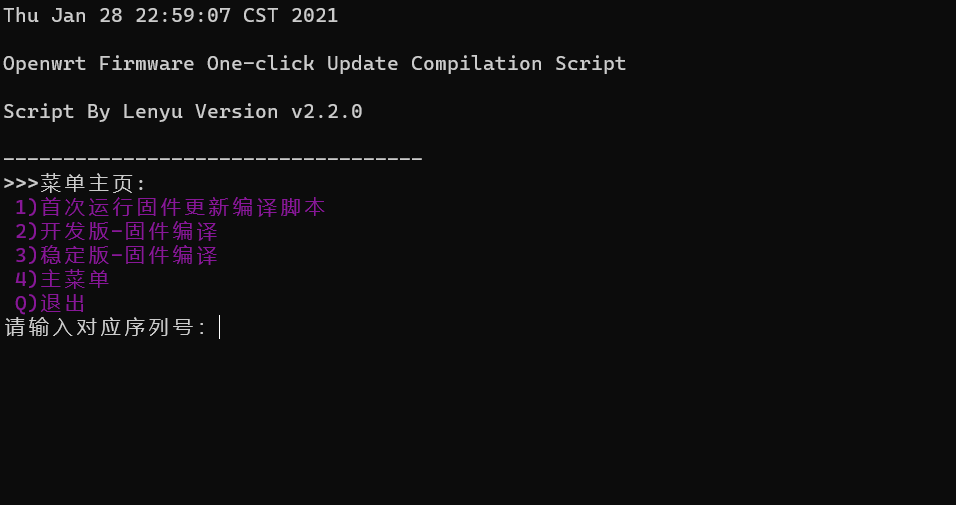 Thu Jan 28 22:59:07 CST 2021
Openwrt Firmware One-click Update Compilation Script
Script By Lenyu Version v2.2.0
-----------------------------------
>>>菜单主页:
1)首次运行固件更新编译脚本
2)开发版-固件编译
3)稳定版-固件编译
4)主菜单
Q)退出
请输入对应序列号: